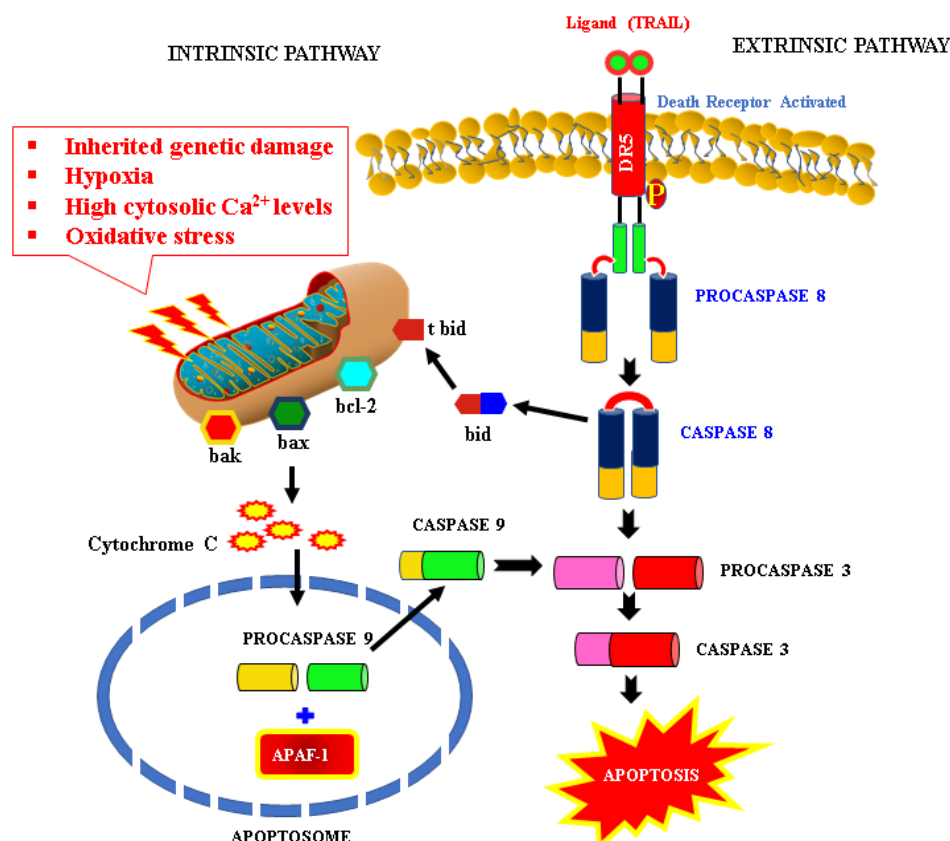 Ligand (TRAIL)
INTRINSIC PATHWAY
EXTRINSIC PATHWAY
Death Receptor Activated
▪ Inherited genetic damage
▪ Hypoxia
▪ High cytosolic Ca²⁺ levels
▪ Oxidative stress
DR5
P
PROCASPASE 8
t bid
bcl-2
bid
bax
bak
CASPASE 8
Cytochrome C
CASPASE 9
PROCASPASE 3
PROCASPASE 9
CASPASE 3
APAF-1
APOPTOSIS
APOPTOSOME